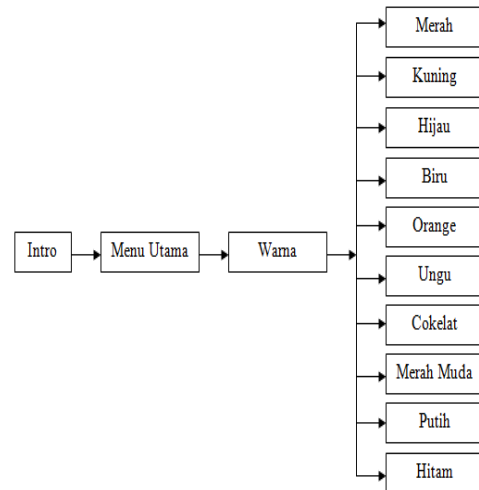 Intro
Menu Utama
Warna
Merah
Kuning
Hijau
Biru
Orange
Ungu
Cokelat
Merah Muda
Putih
Hitam